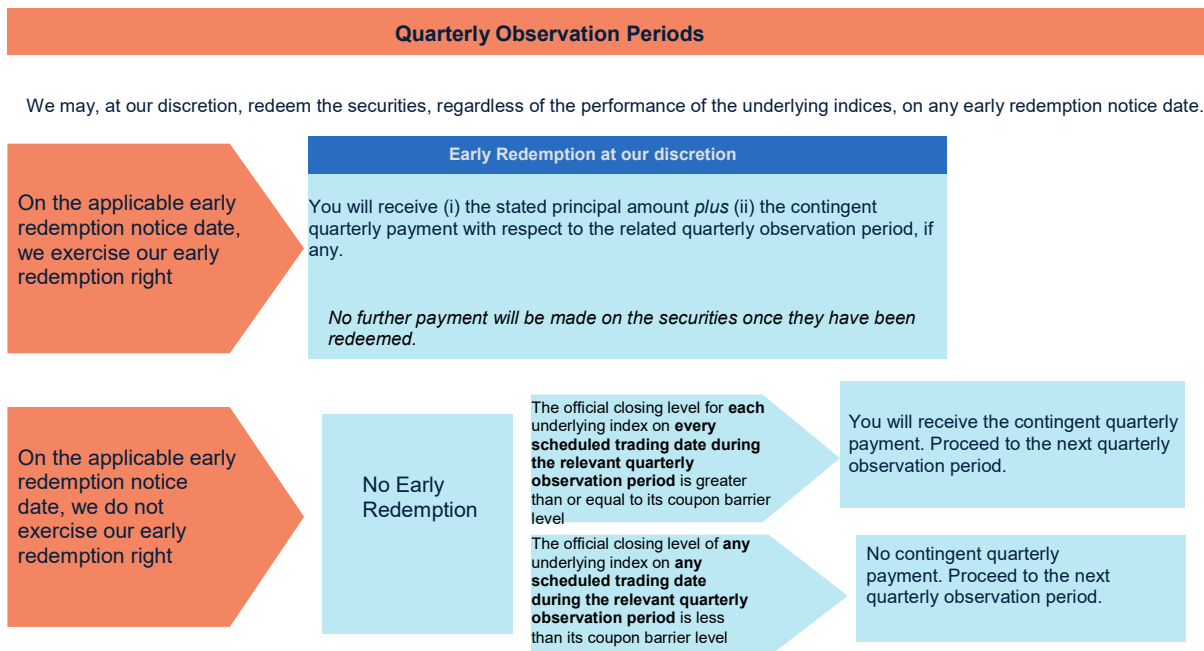 Quarterly Observation Periods
We may, at our discretion, redeem the securities, regardless of the performance of the underlying indices, on any early redemption notice date.
On the applicable early
redemption notice date,
we exercise our early
redemption right
Early Redemption at our discretion
You will receive (i) the stated principal amount plus (ii) the contingent
quarterly payment with respect to the related quarterly observation period, if
any.
No further payment will be made on the securities once they have been
redeemed.
On the applicable early
redemption notice
date, we do not
exercise our early
redemption right
No Early
Redemption
The official closing level for each
underlying index on every
scheduled trading date during
the relevant quarterly
observation period is greater
than or equal to its coupon barrier
level
You will receive the contingent quarterly
payment. Proceed to the next quarterly
observation period.
The official closing level of any
underlying index on any
scheduled trading date
during the relevant quarterly
observation period is less
than its coupon barrier level
No contingent quarterly
payment. Proceed to the next
quarterly observation period.